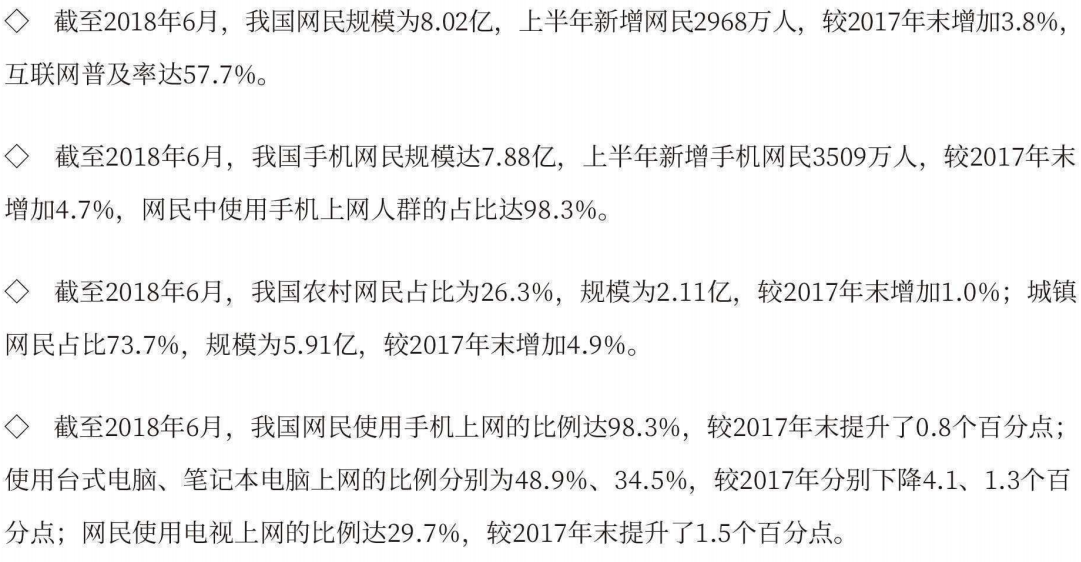 ◇ 截至2018年6月，我国网民规模为8.02亿，上半年新增网民2968万人，较2017年末增加3.8%，
互联网普及率达57.7%。
◇ 截至2018年6月，我国手机网民规模达7.88亿，上半年新增手机网民3509万人，较2017年末
增加4.7%，网民中使用手机上网人群的占比达98.3%。
◇ 截至2018年6月，我国农村网民占比为26.3%，规模为2.11亿，较2017年末增加1.0%；城镇
网民占比73.7%，规模为5.91亿，较2017年末增加4.9%。
◇ 截至2018年6月，我国网民使用手机上网的比例达98.3%，较2017年末提升了0.8个百分点；
使用台式电脑、笔记本电脑上网的比例分别为48.9%、34.5%，较2017年分别下降4.1、1.3个百
分点；网民使用电视上网的比例达29.7%，较2017年末提升了1.5个百分点。